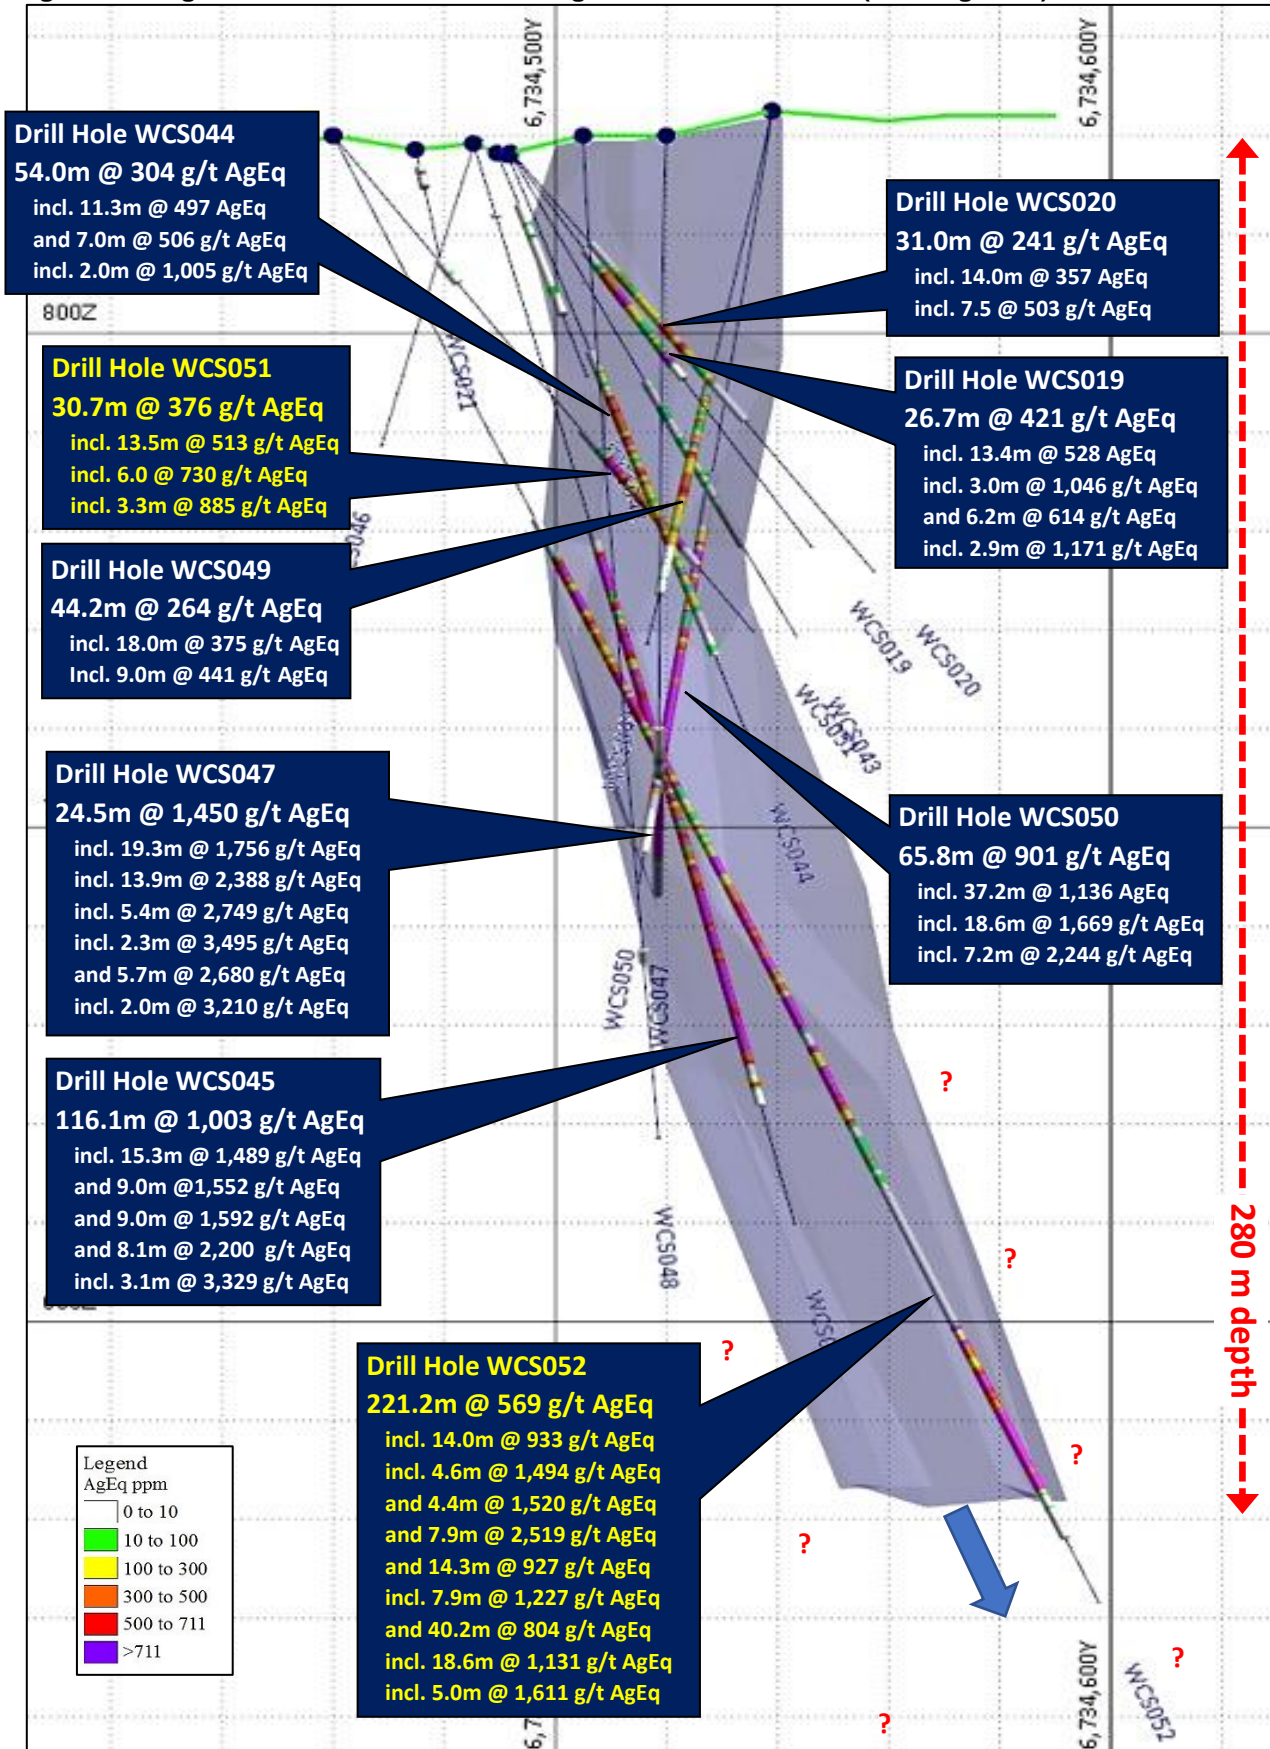 6,734,500Y
6,734,600Y
Drill Hole WCS044
54.0m @ 304 g/t AgEq
incl. 11.3m @ 497 AgEq
and 7.0m @ 506 g/t AgEq
incl. 2.0m @ 1,005 g/t AgEq
Drill Hole WCS020
31.0m @ 241 g/t AgEq
incl. 14.0m @ 357 AgEq
incl. 7.5 @ 503 g/t AgEq
800Z
WCS021
Drill Hole WCS051
30.7m @ 376 g/t AgEq
incl. 13.5m @ 513 g/t AgEq
incl. 6.0 @ 730 g/t AgEq
incl. 3.3m @ 885 g/t AgEq
Drill Hole WCS019
26.7m @ 421 g/t AgEq
incl. 13.4m @ 528 AgEq
incl. 3.0m @ 1,046 g/t AgEq
and 6.2m @ 614 g/t AgEq
incl. 2.9m @ 1,171 g/t AgEq
Drill Hole WCS049
44.2m @ 264 g/t AgEq
incl. 18.0m @ 375 g/t AgEq
Incl. 9.0m @ 441 g/t AgEq
WCS019
WCS020
WCS051
WCS043
Drill Hole WCS047
24.5m @ 1,450 g/t AgEq
incl. 19.3m @ 1,756 g/t AgEq
incl. 13.9m @ 2,388 g/t AgEq
incl. 5.4m @ 2,749 g/t AgEq
incl. 2.3m @ 3,495 g/t AgEq
and 5.7m @ 2,680 g/t AgEq
incl. 2.0m @ 3,210 g/t AgEq
WCS044
Drill Hole WCS050
65.8m @ 901 g/t AgEq
incl. 37.2m @ 1,136 AgEq
incl. 18.6m @ 1,669 g/t AgEq
incl. 7.2m @ 2,244 g/t AgEq
WCS050
WCS047
Drill Hole WCS045
116.1m @ 1,003 g/t AgEq
incl. 15.3m @ 1,489 g/t AgEq
and 9.0m @1,552 g/t AgEq
and 9.0m @ 1,592 g/t AgEq
and 8.1m @ 2,200 g/t AgEq
incl. 3.1m @ 3,329 g/t AgEq
?
WCS048
?
280 m depth
?
Drill Hole WCS052
221.2m @ 569 g/t AgEq
incl. 14.0m @ 933 g/t AgEq
incl. 4.6m @ 1,494 g/t AgEq
and 4.4m @ 1,520 g/t AgEq
and 7.9m @ 2,519 g/t AgEq
and 14.3m @ 927 g/t AgEq
incl. 7.9m @ 1,227 g/t AgEq
and 40.2m @ 804 g/t AgEq
incl. 18.6m @ 1,131 g/t AgEq
incl. 5.0m @ 1,611 g/t AgEq
?
?
Legend
AgEq ppm
0 to 10
10 to 100
100 to 300
300 to 500
500 to 711
>711
?
?
6,734,600Y
WCS052